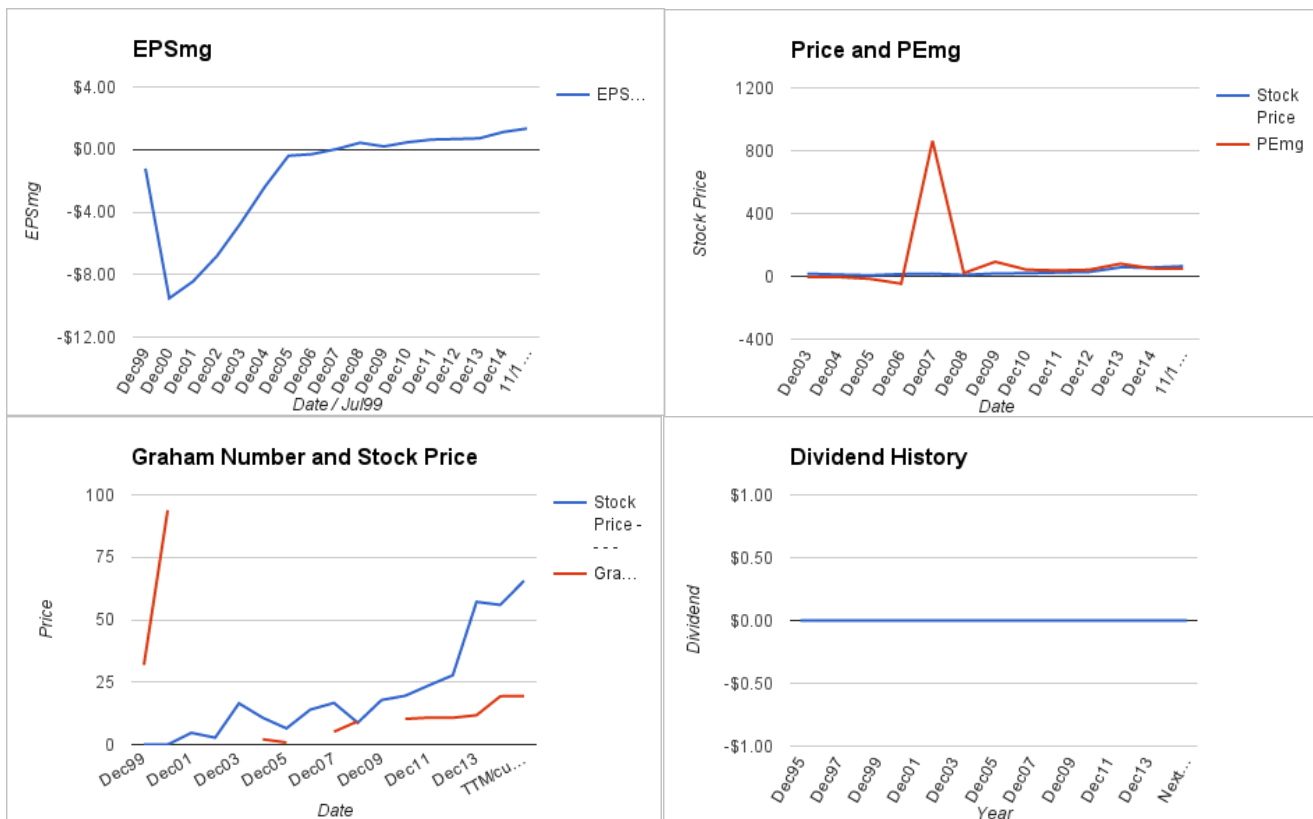 EPSmg
$4.00
$0.00
-$4.00
-$8.00
-$12.00
EPSmg
EPS...
Dec99
Dec00
Dec01
Dec02
Dec03
Dec04
Dec05
Dec06
Dec07
Dec08
Dec09
Dec10
Dec11
Dec12
Dec13
Dec14
11/1 ...
Date / Jul99
Price and PEmg
1200
800
400
0
-400
Stock Price
Stock
Price
PEmg
Dec03
Dec04
Dec05
Dec06
Dec07
Dec08
Dec09
Dec10
Dec11
Dec12
Dec13
Dec14
11/1 ...
Date
Graham Number and Stock Price
100
75
50
25
0
Price
Stock
Price -
- - -
Gra...
Dec99
Dec01
Dec03
Dec05
Dec07
Dec09
Dec11
Dec13
TTM/cu...
Date
Dividend History
$1.00
$0.50
$0.00
-$0.50
-$1.00
Dividend
Dec95
Dec97
Dec99
Dec01
Dec03
Dec05
Dec07
Dec09
Dec11
Dec13
Next...
Year